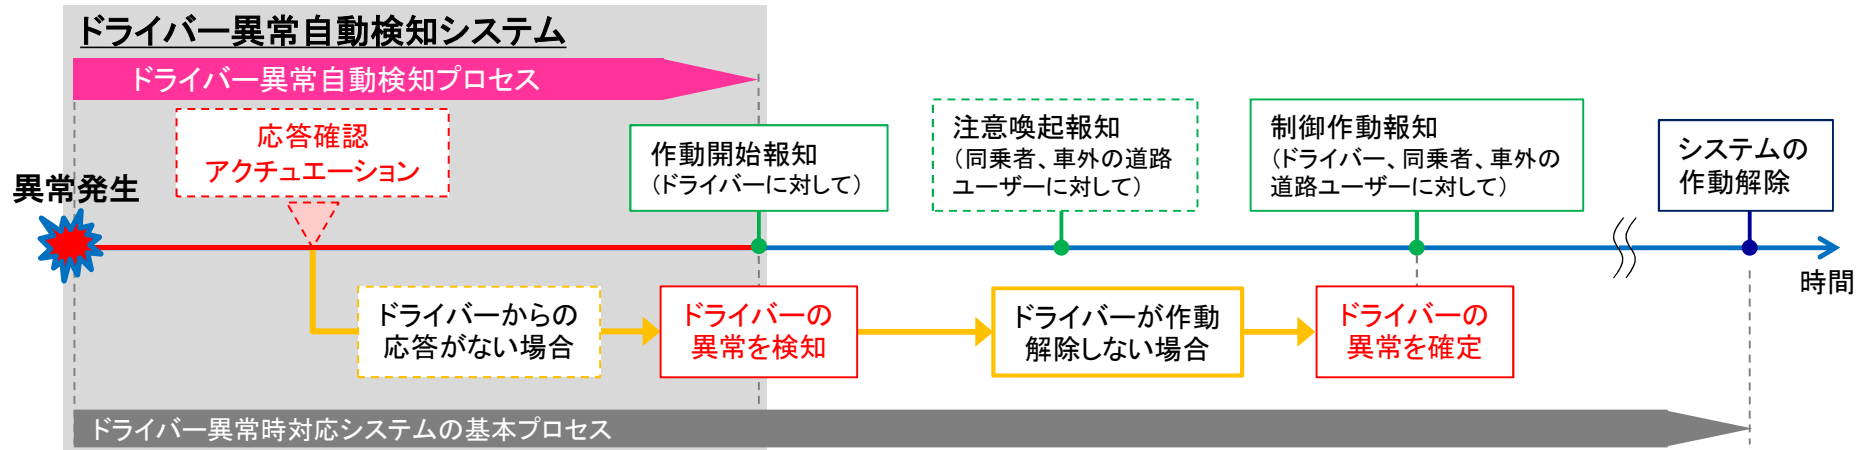 ドライバー異常自動検知システム
ドライバー異常自動検知プロセス
応答確認
アクチュエーション
異常発生
作動開始報知
(ドライバーに対して)
注意喚起報知
(同乗者、車外の道路
ユーザーに対して)
制御作動報知
(ドライバー、同乗者、車外の
道路ユーザーに対して)
システムの
作動解除
時間
ドライバーからの
応答がない場合
ドライバーの
異常を検知
ドライバーが作動
解除しない場合
ドライバーの
異常を確定
ドライバー異常時対応システムの基本プロセス